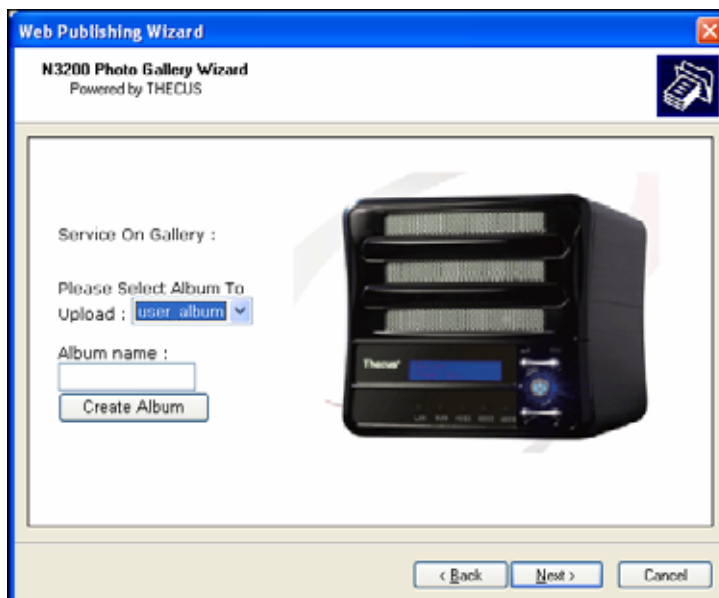 Web Publishing Wizard
N3200 Photo Gallery Wizard
Powered by THECUS
Service On Gallery :
Please Select Album To
Upload : user_album
Album name :
Create Album
Thecus
LAN
< Back
Next >
Cancel